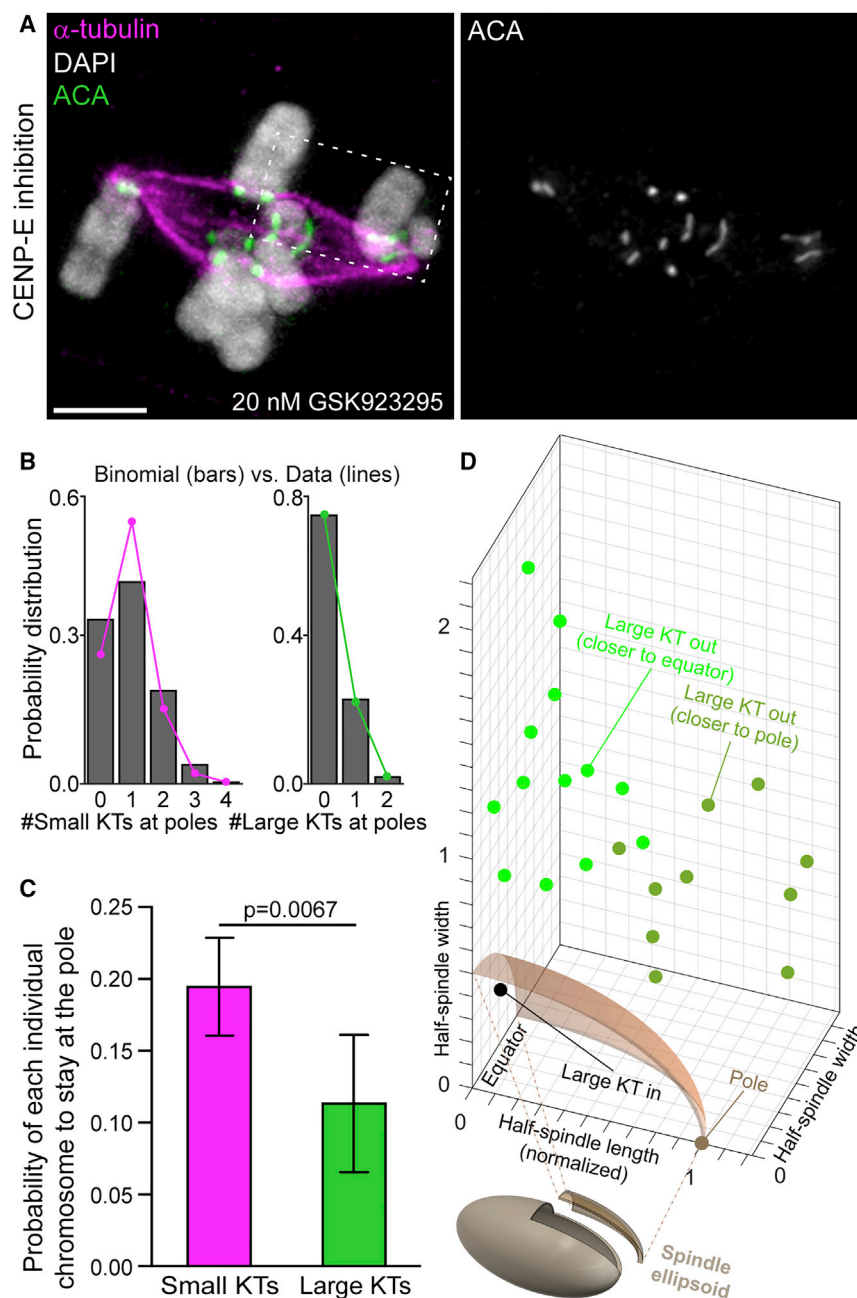 A
α-tubulin
DAPI
ACA
CENP-E inhibition
20 nM GSK923295
ACA
B
Binomial (bars) vs. Data (lines)
Probability distribution
0.6
0.3
0.0
0 1 2 3 4
#Small KTs at poles
0.8
0.4
0.0
0 1 2
#Large KTs at poles
C
Probability of each individual
chromosome to stay at the pole
0.25
0.20
0.15
0.10
0.05
0.00
p=0.0067
Small KTs
Large KTs
D
2
1
0
Half-spindle width
Large KT out
(closer to equator)
Large KT out
(closer to pole)
Equator
Large KT in
Pole
0
Half-spindle length
(normalized)
1
0
Half-spindle width
Spindle
ellipsoid